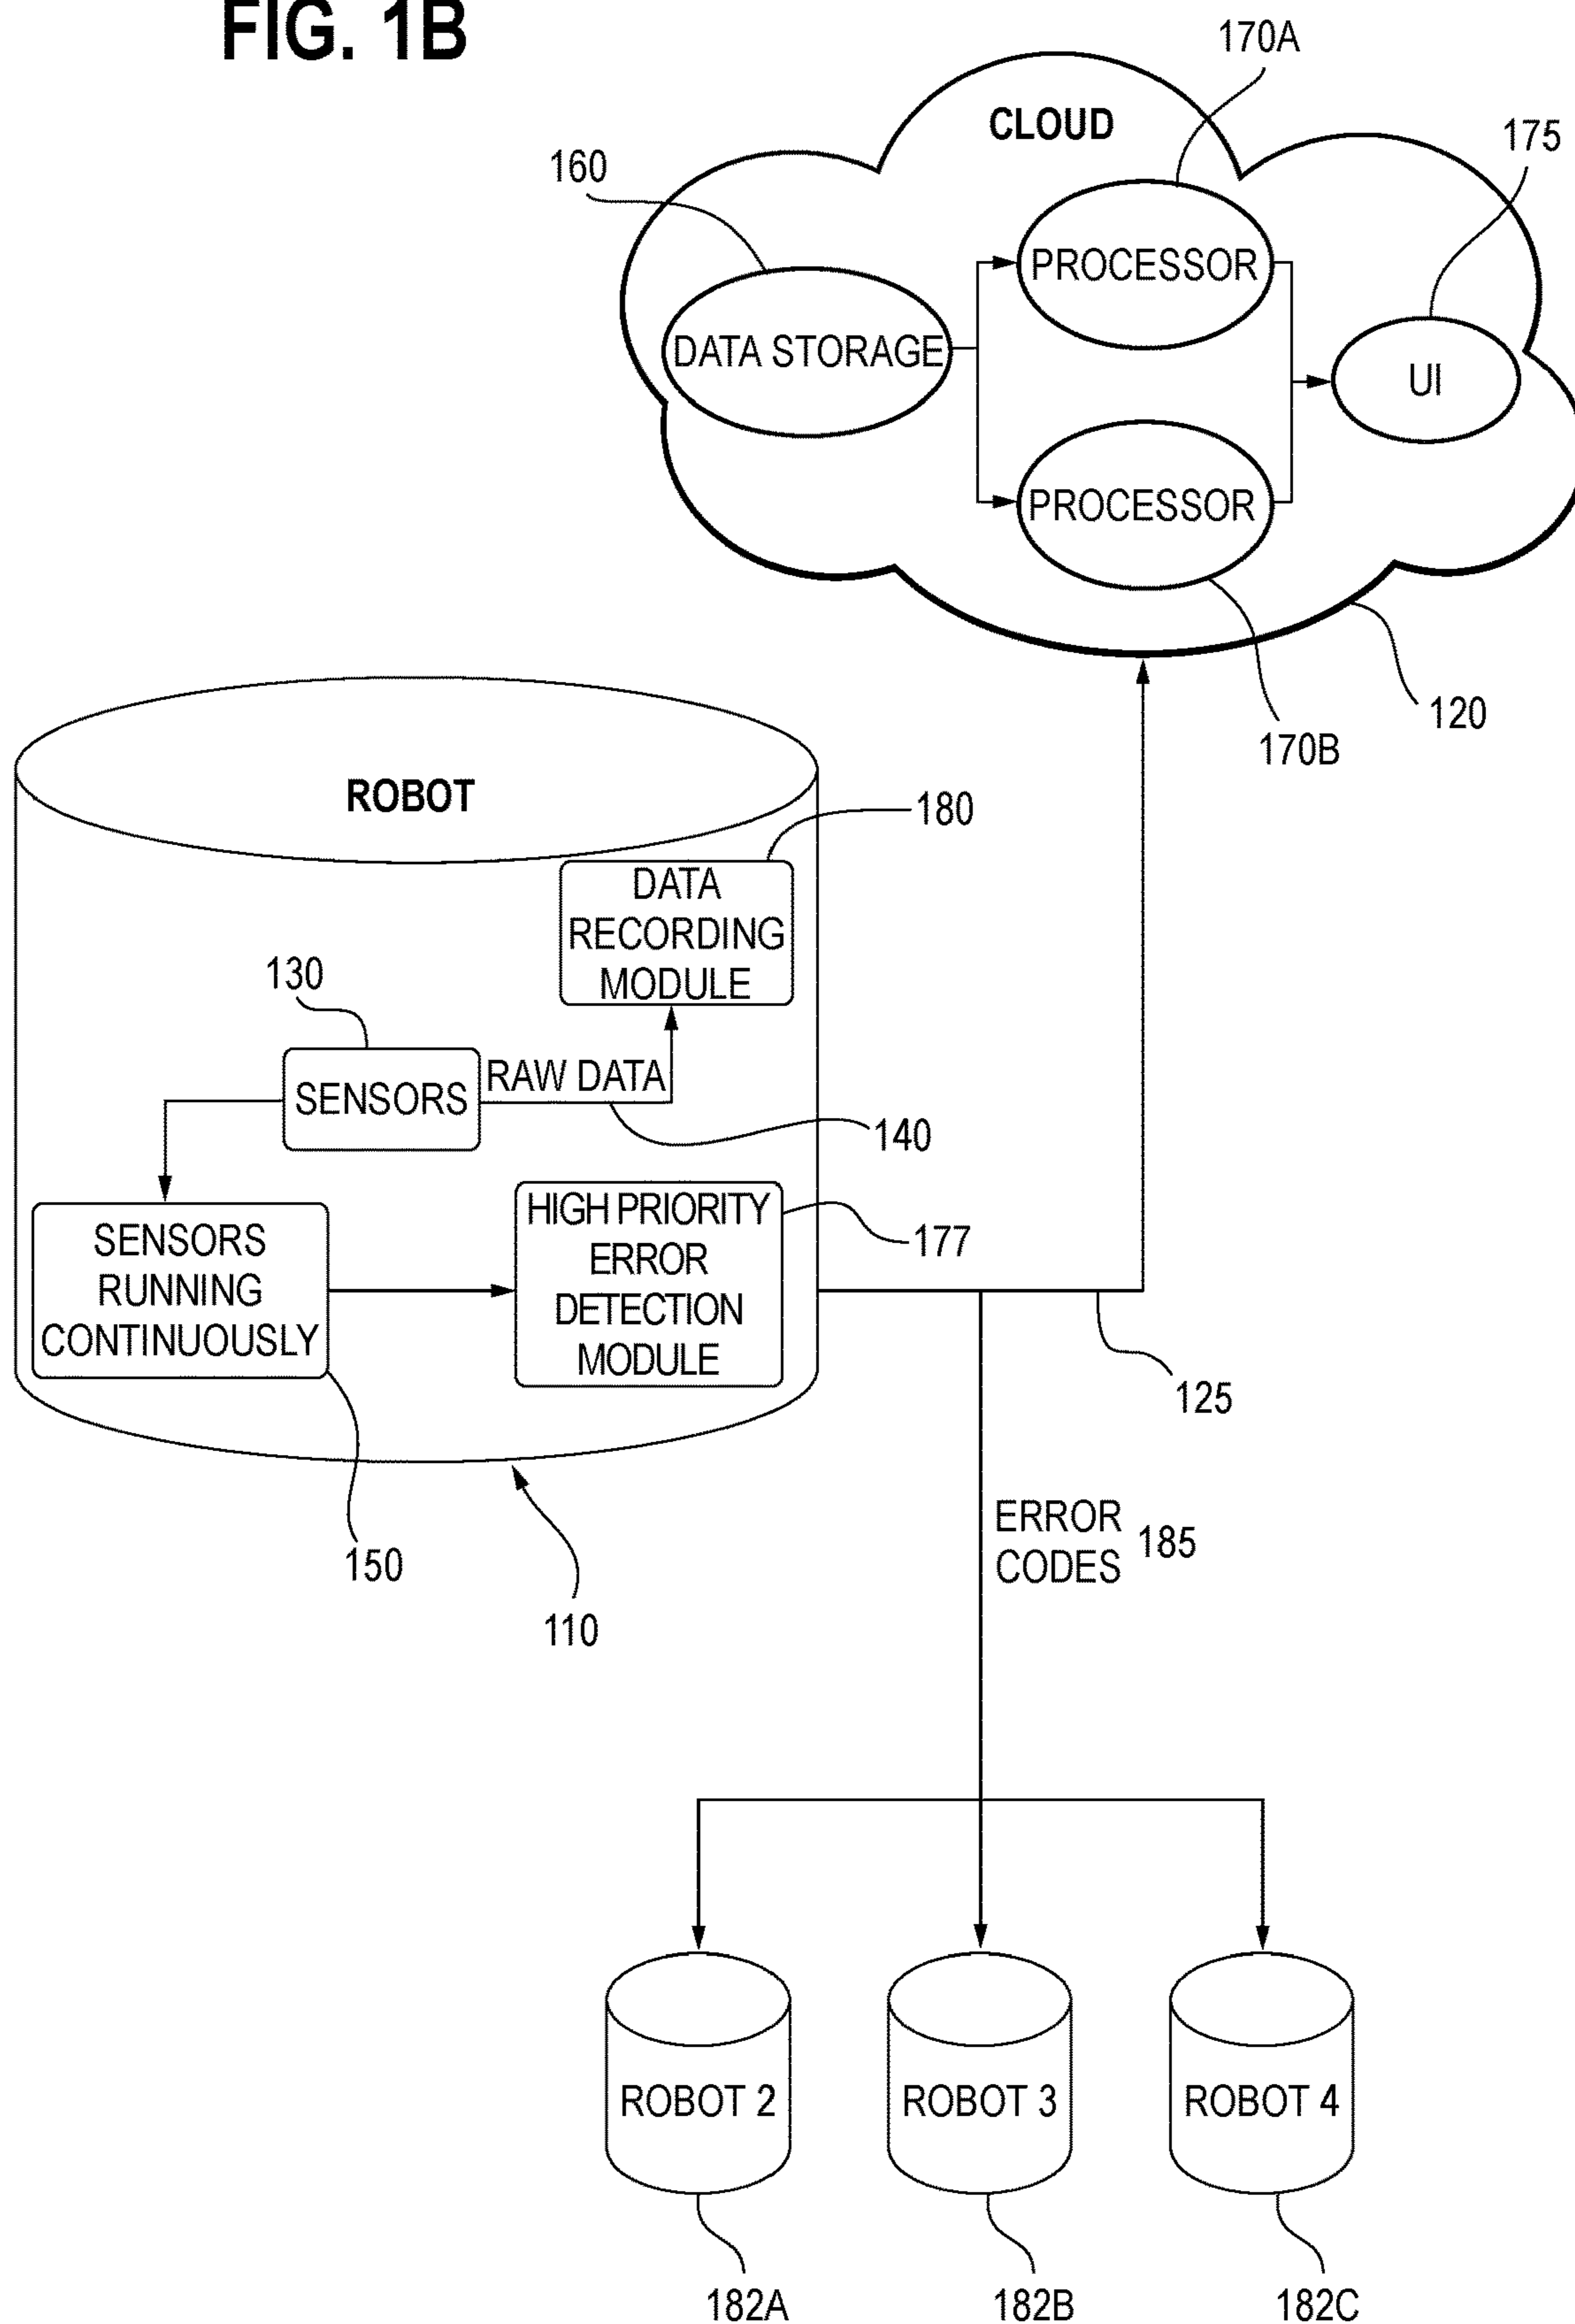 FIG. 1B
170A
CLOUD
175
160
PROCESSOR
DATA STORAGE
UI
PROCESSOR
120
170B
ROBOT
180
DATA
RECORDING
MODULE
130
RAW DATA
SENSORS
140
HIGH PRIORITY
ERROR
DETECTION
MODULE
177
SENSORS
RUNNING
CONTINUOUSLY
125
150
110
ERROR
CODES
185
ROBOT 2
ROBOT 3
ROBOT 4
182A
182B
182C